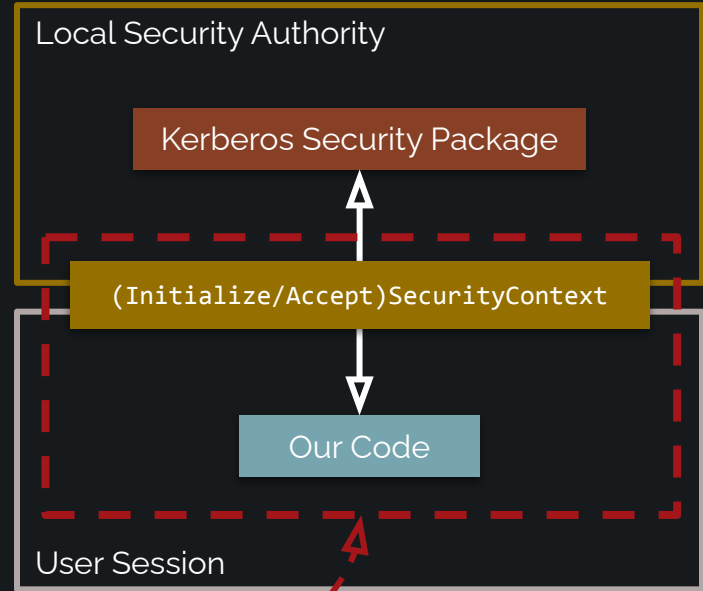 Local Security Authority
Kerberos Security Package
(Initialize/Accept)SecurityContext
Our Code
User Session